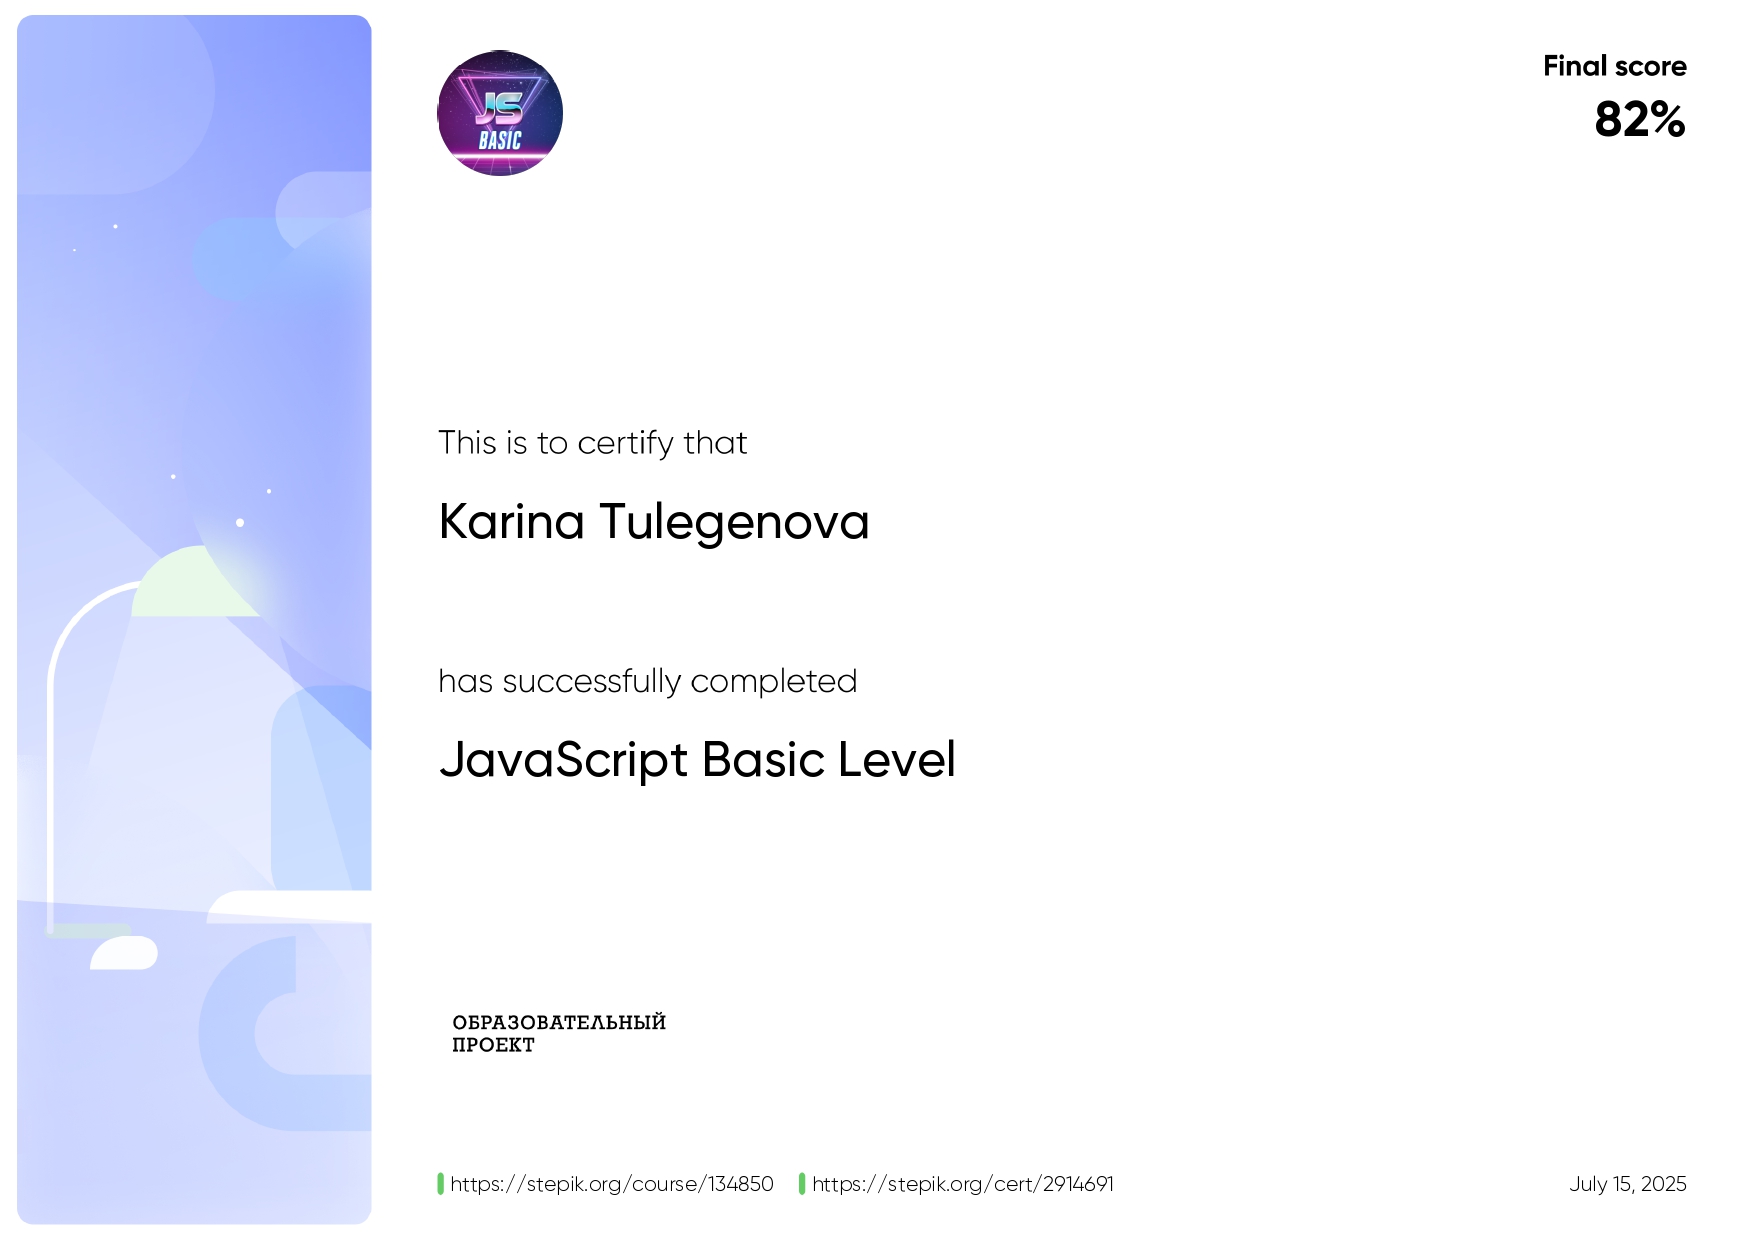 JS
BASIC
Final score
82%
This is to certify that
Karina Tulegenova
has successfully completed
JavaScript Basic Level
ОБРАЗОВАТЕЛЬНЫЙ
ПРОЕКТ
https://stepik.org/course/134850 https://stepik.org/cert/2914691
July 15, 2025